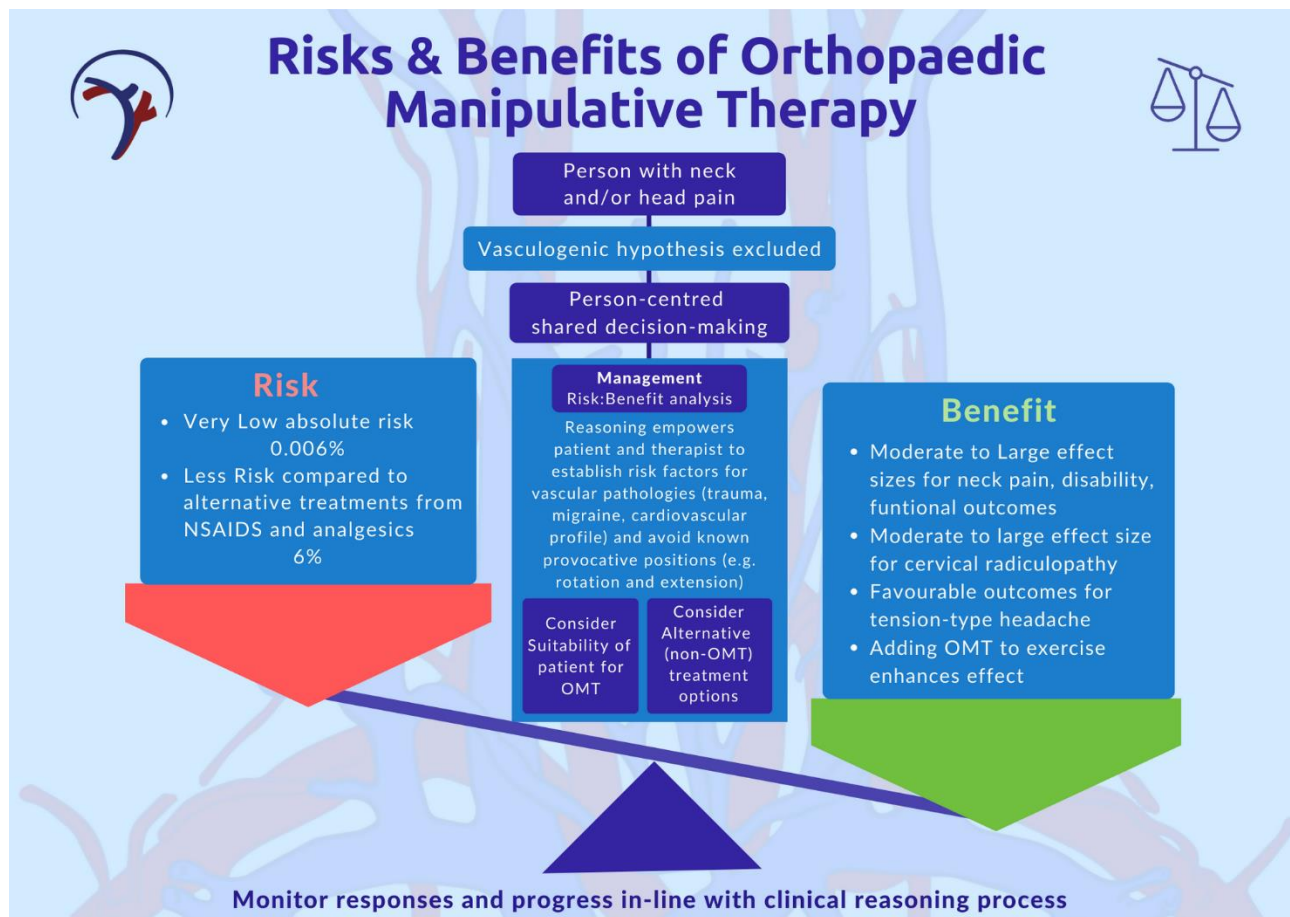 Risks & Benefits of Orthopaedic
Manipulative Therapy
Person with neck
and/or head pain
Vasculogenic hypothesis excluded
Person-centred
shared decision-making
Risk
• Very Low absolute risk
0.006%
• Less Risk compared to
alternative treatments from
NSAIDS and analgesics
6%
Management
Risk:Benefit analysis
Reasoning empowers
patient and therapist to
establish risk factors for
vascular pathologies (trauma,
migraine, cardiovascular
profile) and avoid known
provocative positions (e.g.
rotation and extension)
Consider
Suitability of
patient for
OMT
Consider
Alternative
(non-OMT)
treatment
options
Benefit
• Moderate to Large effect
sizes for neck pain, disability,
funtional outcomes
• Moderate to large effect size
for cervical radiculopathy
• Favourable outcomes for
tension-type headache
• Adding OMT to exercise
enhances effect
Monitor responses and progress in-line with clinical reasoning process